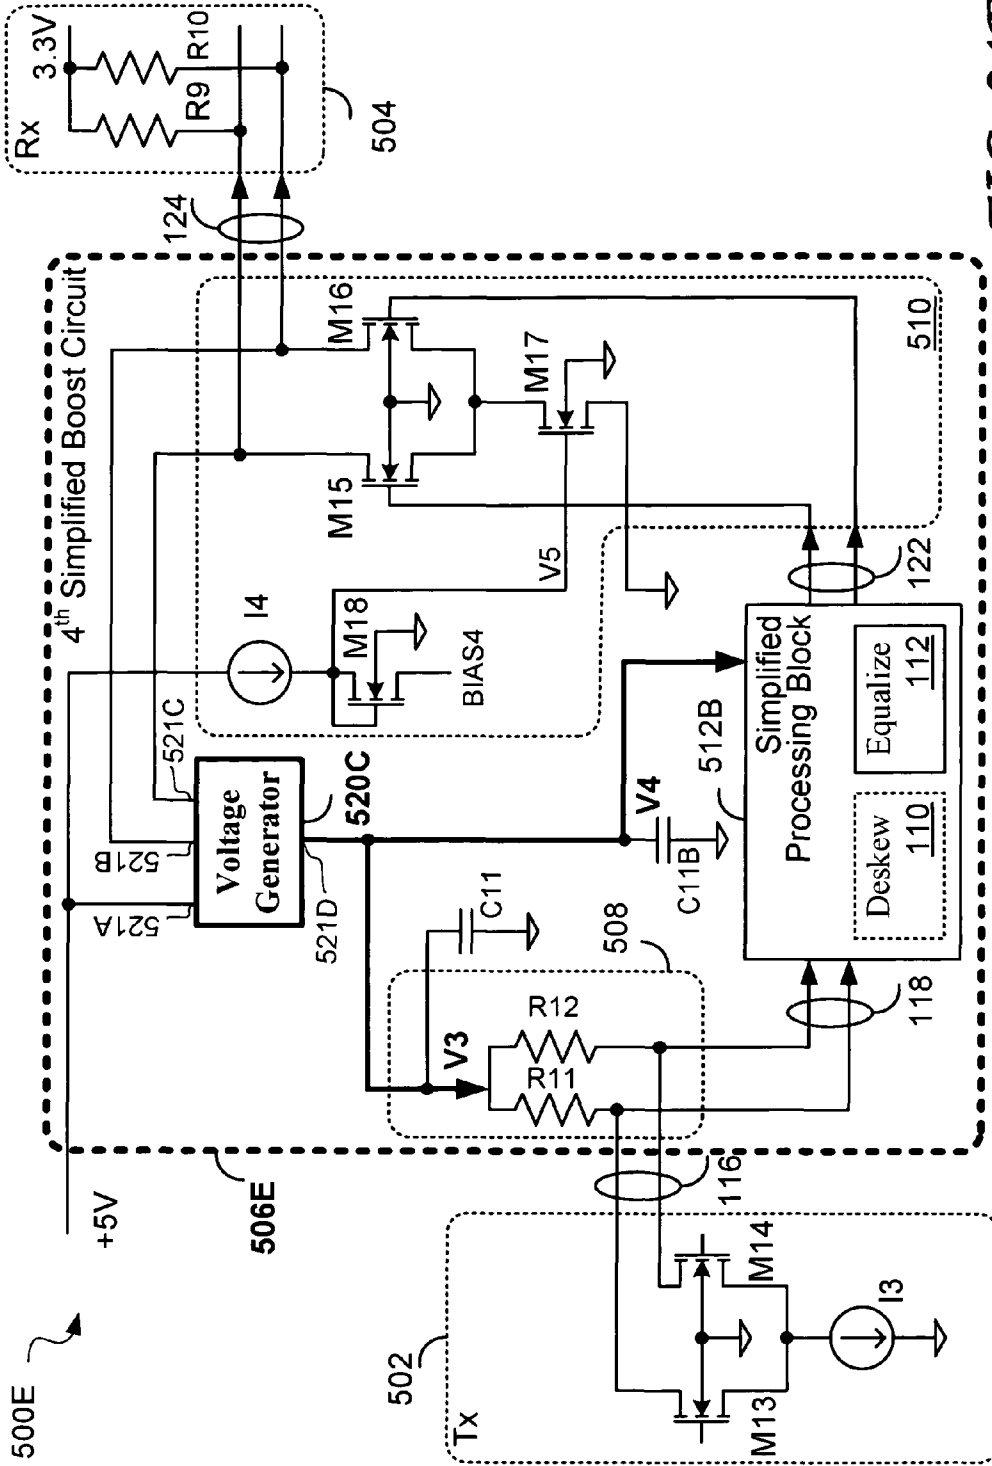 500E
+5V
506E
4th Simplified Boost Circuit
Rx
3.3V
R9
R10
504
124
521A
521B
521C
Voltage
Generator
521D
520C
I4
M18
BIAS4
V5
M15
M16
M17
510
C11
V3
508
R11
R12
V4
C11B
512B
Simplified
Processing Block
Deskew
110
Equalize
112
122
118
116
502
Tx
M13
M14
I3